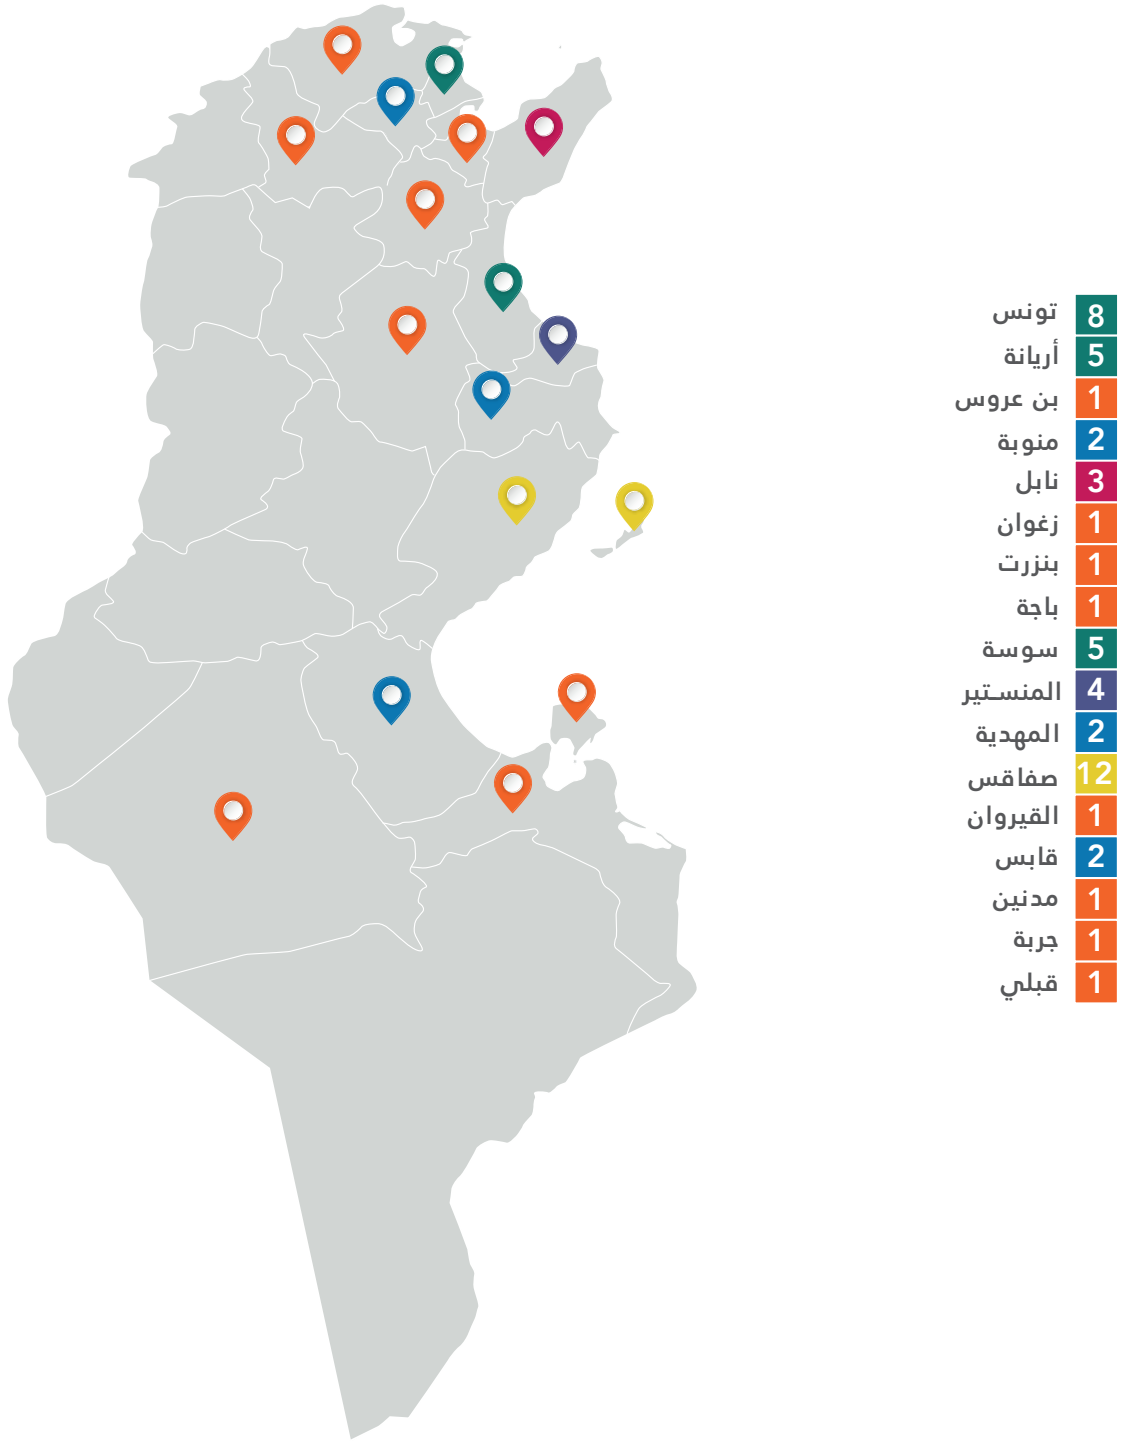 تونس 8
أريانة 5
بن عروس 1
منوبة 2
نابل 3
زغوان 1
بنزرت 1
باجة 1
سوسة 5
المنسـتير 4
المهدية 2
صفاقس 12
القيروان 1
قابس 2
مدنين 1
جربة 1
قبلي 1